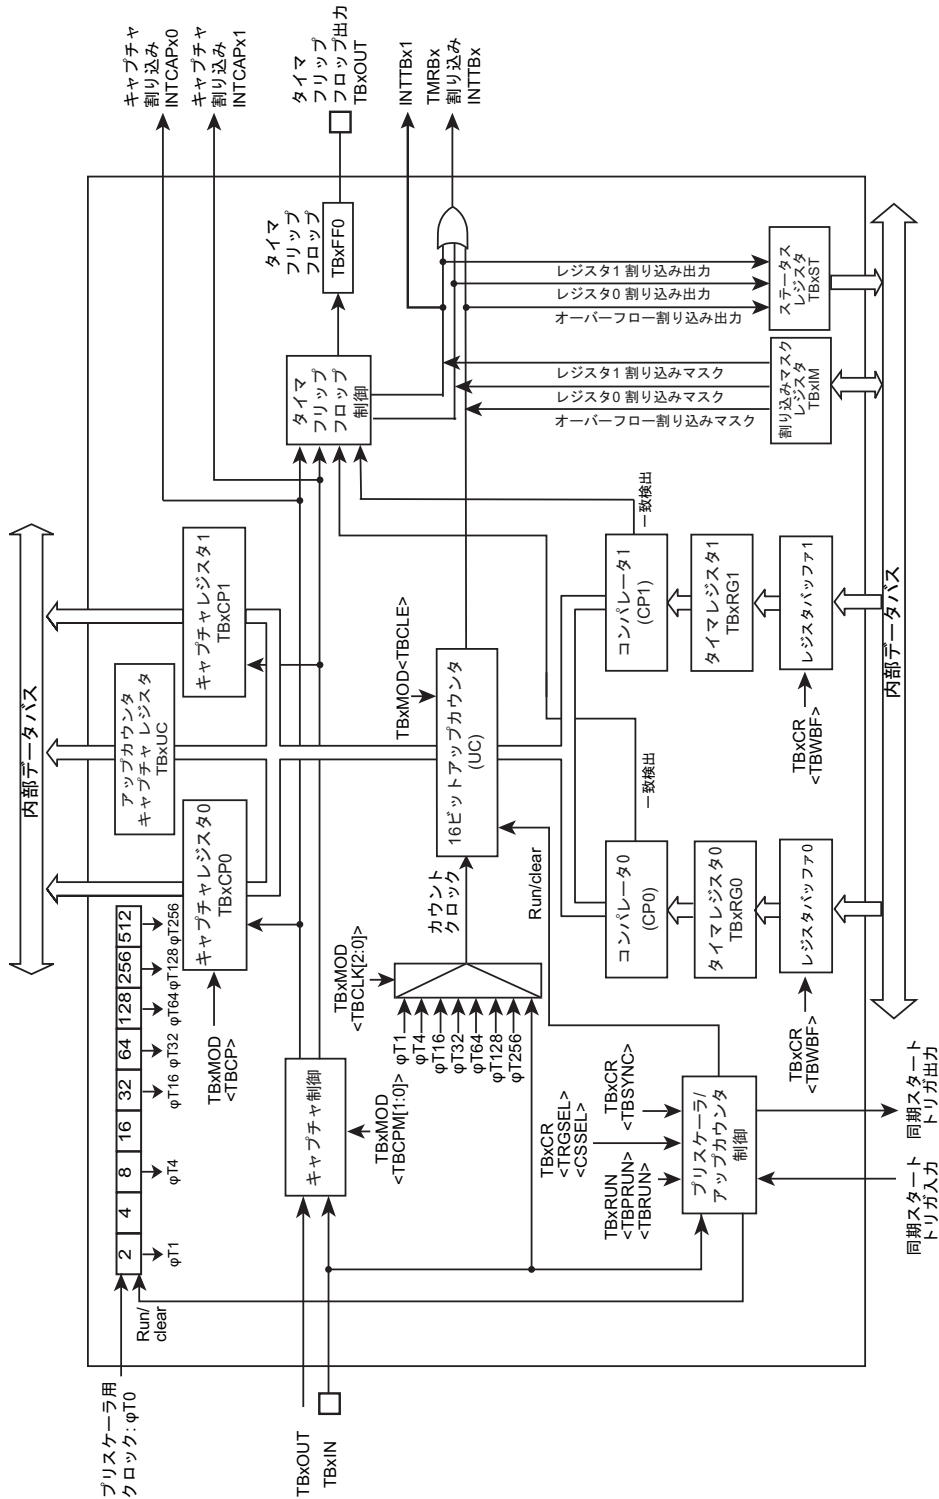 プリスケーラ用
クロック: φT0
Run/
clear
2
4
8
16
32
64
128
256
512
φT1
φT4
φT16
φT32
φT64
φT128
φT256
内部データバス
TBxMOD
<TBCP>
キャプチャレジスタ0
TBxCP0
アップカウンタ
キャプチャ レジスタ
TBxUC
キャプチャレジスタ1
TBxCP1
キャプチャ
割り込み
INTCAPx0
キャプチャ
割り込み
INTCAPx1
TBxOUT
TBxIN
キャプチャ制御
TBxMOD
<TBCPM[1:0]>
TBxMOD
<TBCLK[2:0]>
φT1
φT4
φT16
φT32
φT64
φT128
φT256
カウント
クロック
16ビットアップカウンタ
(UC)
TBxMOD<TBCLE>
Run/clear
タイマ
フリップ
フロップ
制御
タイマ
フリップ
フロップ
TBxFF0
タイマ
フリップ
フロップ出力
TBxOUT
INTTBx1
TMRBx
割り込み
INTTBx
レジスタ1 割り込み出力
レジスタ0 割り込み出力
オーバーフロー割り込み出力
レジスタ1 割り込みマスク
レジスタ0 割り込みマスク
オーバーフロー割り込みマスク
ステータス
レジスタ
TBxST
割り込みマスク
レジスタ
TBxIM
TBxRUN
<TBPRUN>
<TBRUN>
TBxCR
<TRGSEL>
<CSSEL>
TBxCR
<TBSYNC>
プリスケーラ/
アップカウンタ
制御
同期スタート
トリガ入力
同期スタート
トリガ出力
一致検出
コンパレータ0
(CP0)
タイマレジスタ0
TBxRG0
レジスタバッファ0
TBxCR
<TBWBF>
一致検出
コンパレータ1
(CP1)
タイマレジスタ1
TBxRG1
レジスタバッファ1
TBxCR
<TBWBF>
内部データバス